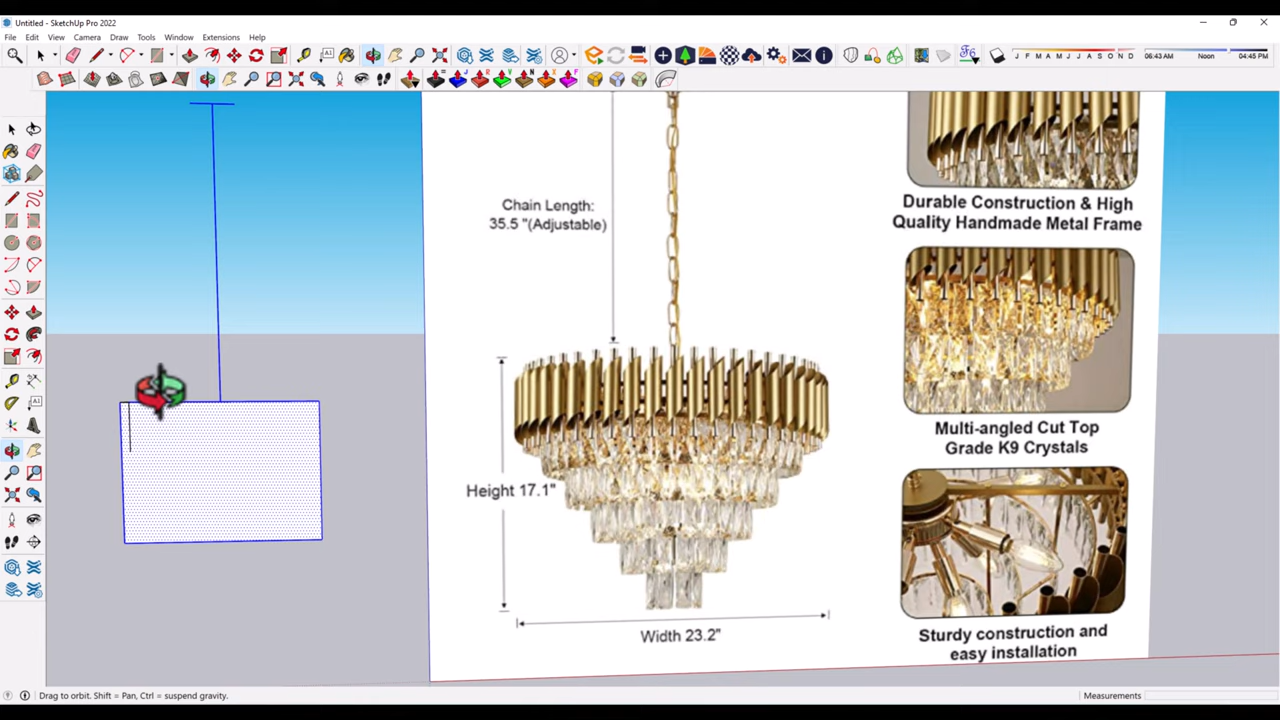 Untitled - SketchUp Pro 2022
File Edit View Camera Draw Tools Window Extensions Help
J F M A M J J A S O N D
06:43 AM Noon 04:45 PM
Chain Length:
35.5 "(Adjustable)
Height 17.1"
Width 23.2"
Durable Construction & High
Quality Handmade Metal Frame
Multi-angled Cut Top
Grade K9 Crystals
Sturdy construction and
easy installation
Drag to orbit. Shift = Pan, Ctrl = suspend gravity.
Measurements